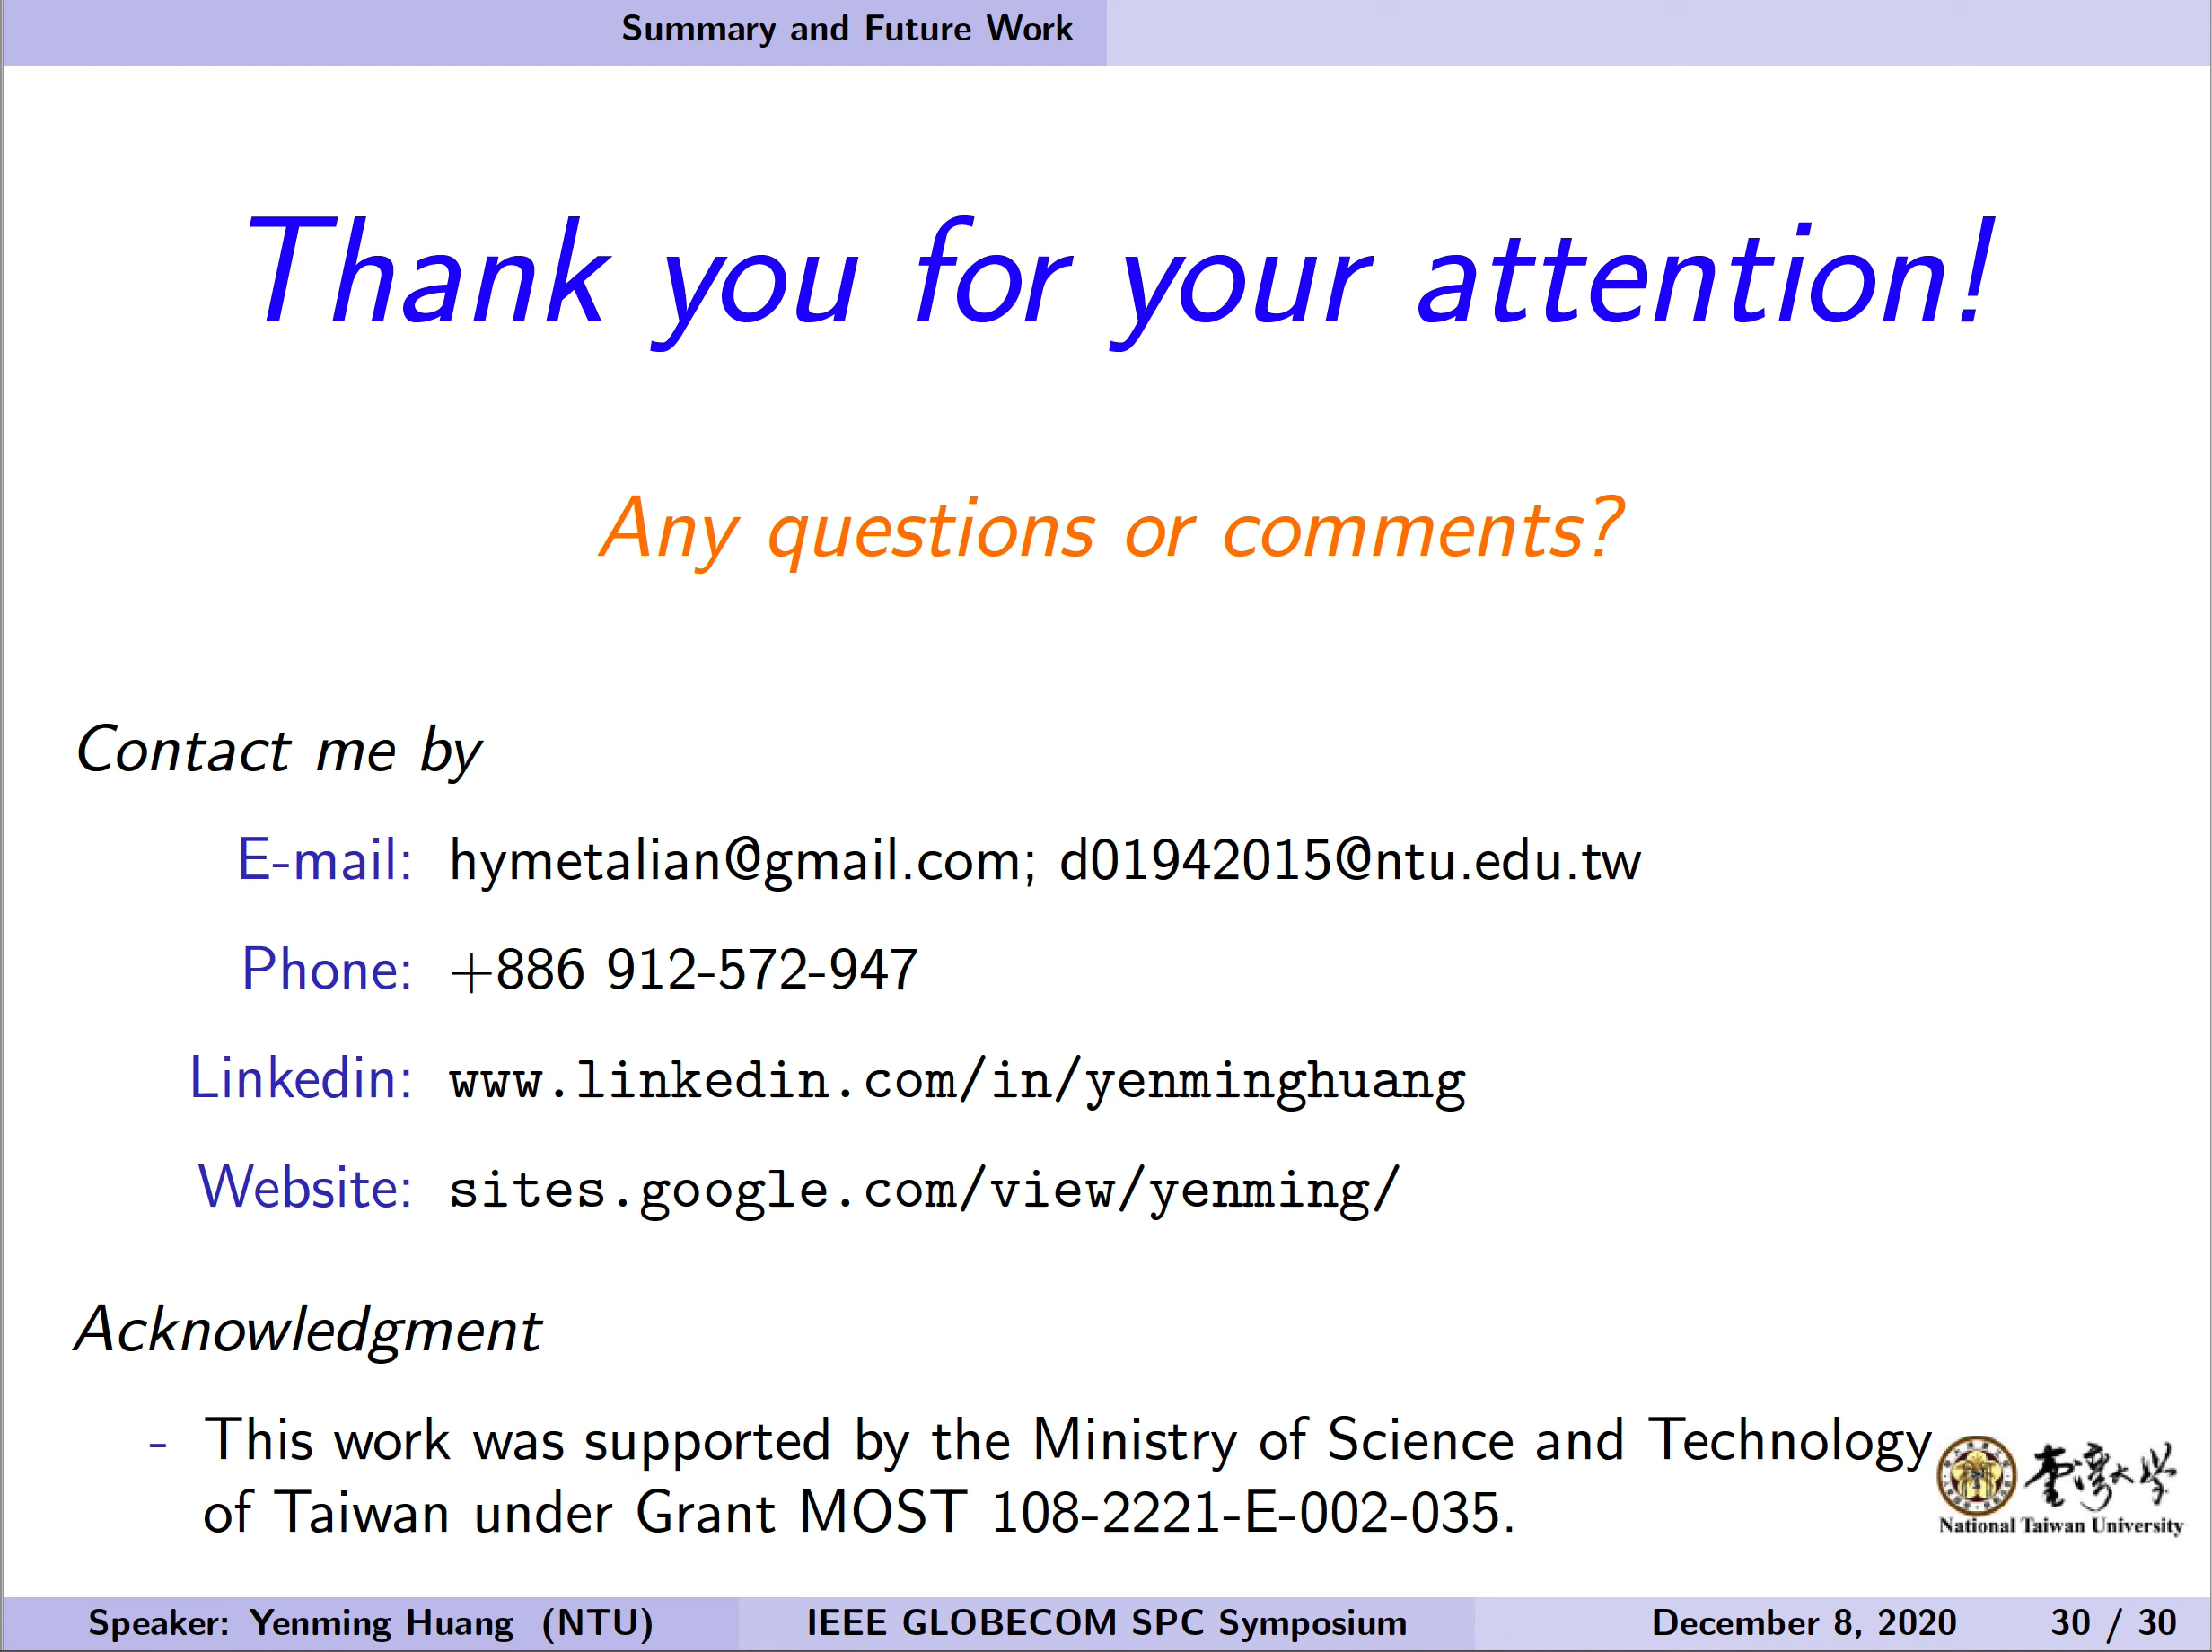 Summary and Future Work
Thank you for your attention!
Any questions or comments?
Contact me by
E-mail: hymetalian@gmail.com; d01942015@ntu.edu.tw
Phone: +886 912-572-947
Linkedin: www.linkedin.com/in/yenminghuang
Website: sites.google.com/view/yenming/
Acknowledgment
- This work was supported by the Ministry of Science and Technology
of Taiwan under Grant MOST 108-2221-E-002-035.
臺灣大學
National Taiwan University
Speaker: Yenming Huang (NTU) IEEE GLOBECOM SPC Symposium December 8, 2020 30 / 30